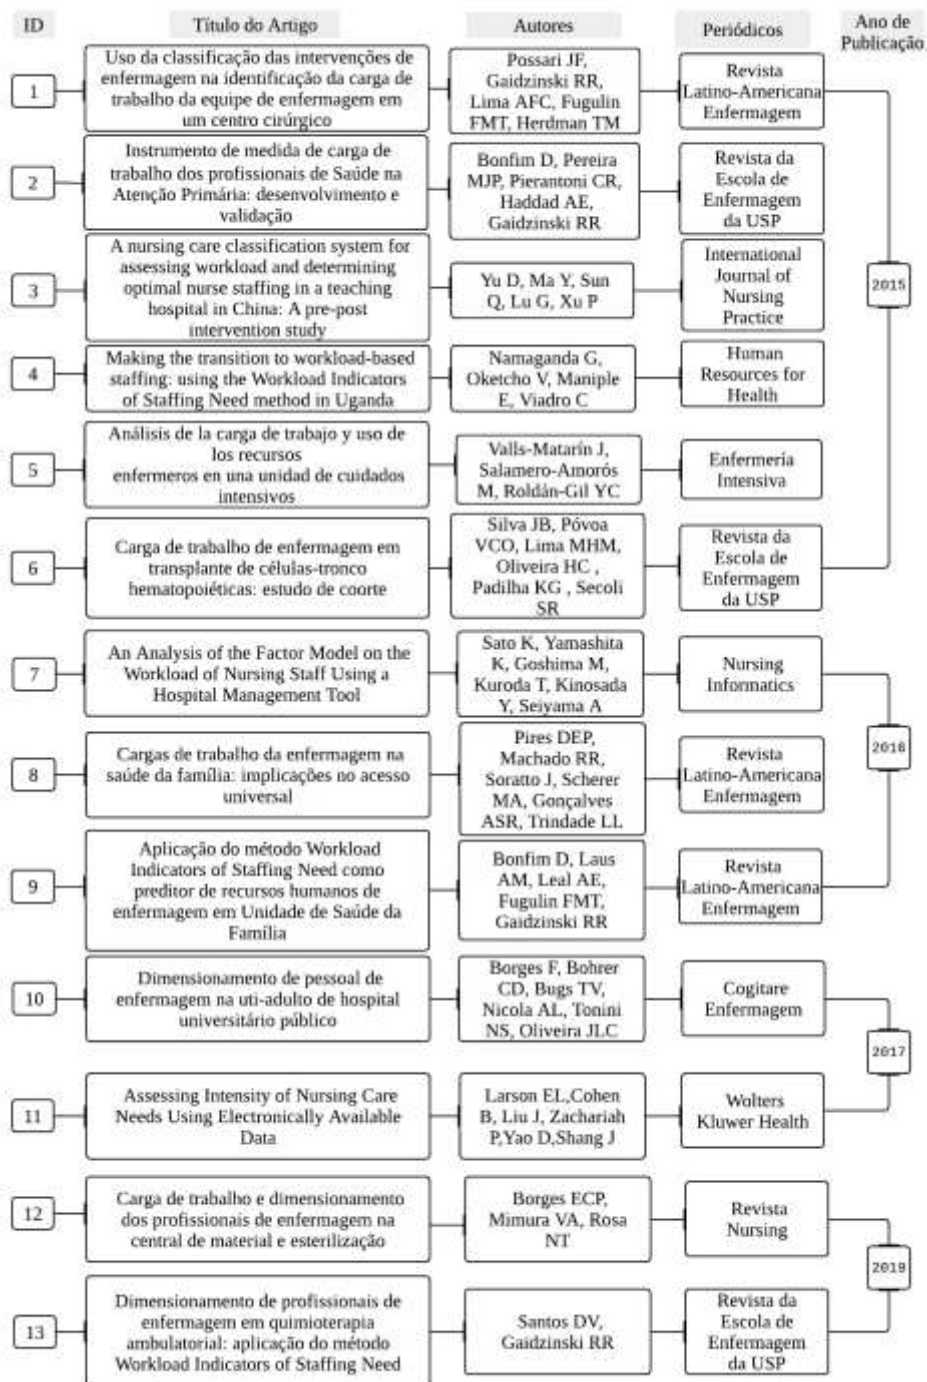 ID
Título do Artigo
Autores
Periódicos
Ano de
Publicação
1
Uso da classificação das intervenções de
enfermagem na identificação da carga de
trabalho da equipe de enfermagem em
um centro cirúrgico
Possari JF,
Gaidzinski RR,
Lima AFC, Fugulin
FMT, Herdman TM
Revista
Latino-Americana
Enfermagem
2
Instrumento de medida de carga de
trabalho dos profissionais de Saúde na
Atenção Primária: desenvolvimento e
validação
Bonfim D, Pereira
MJP, Pierantoni CR,
Haddad AE,
Gaidzinski RR
Revista da
Escola de
Enfermagem
da USP
3
A nursing care classification system for
assessing workload and determining
optimal nurse staffing in a teaching
hospital in China: A pre-post
intervention study
Yu D, Ma Y, Sun
Q, Lu G, Xu P
International
Journal of
Nursing
Practice
2015
4
Making the transition to workload-based
staffing: using the Workload Indicators
of Staffing Need method in Uganda
Namaganda G,
Oketcho V, Maniple
E, Viadro C
Human
Resources for
Health
5
Análisis de la carga de trabajo y uso de
los recursos
enfermeros en una unidad de cuidados
intensivos
Valls-Matarín J,
Salamero-Amorós
M, Roldán-Gil YC
Enfermería
Intensiva
6
Carga de trabalho de enfermagem em
transplante de células-tronco
hematopoiéticas: estudo de coorte
Silva JB, Póvoa
VCO, Lima MHM,
Oliveira HC ,
Padilha KG , Secoli
SR
Revista da
Escola de
Enfermagem
da USP
7
An Analysis of the Factor Model on the
Workload of Nursing Staff Using a
Hospital Management Tool
Sato K, Yamashita
K, Goshima M,
Kuroda T, Kinosada
Y, Seiyama A
Nursing
Informatics
8
Cargas de trabalho da enfermagem na
saúde da família: implicações no acesso
universal
Pires DEP,
Machado RR,
Soratto J, Scherer
MA, Gonçalves
ASR, Trindade LL
Revista
Latino-Americana
Enfermagem
2016
9
Aplicação do método Workload
Indicators of Staffing Need como
preditor de recursos humanos de
enfermagem em Unidade de Saúde da
Família
Bonfim D, Laus
AM, Leal AE,
Fugulin FMT,
Gaidzinski RR
Revista
Latino-Americana
Enfermagem
10
Dimensionamento de pessoal de
enfermagem na uti-adulto de hospital
universitário público
Borges F, Bohrer
CD, Bugs TV,
Nicola AL, Tonini
NS, Oliveira JLC
Cogitare
Enfermagem
2017
11
Assessing Intensity of Nursing Care
Needs Using Electronically Available
Data
Larson EL,Cohen
B, Liu J, Zachariah
P,Yao D,Shang J
Wolters
Kluwer Health
12
Carga de trabalho e dimensionamento
dos profissionais de enfermagem na
central de material e esterilização
Borges ECP,
Mimura VA, Rosa
NT
Revista
Nursing
2019
13
Dimensionamento de profissionais de
enfermagem em quimioterapia
ambulatorial: aplicação do método
Workload Indicators of Staffing Need
Santos DV,
Gaidzinski RR
Revista da
Escola de
Enfermagem
da USP